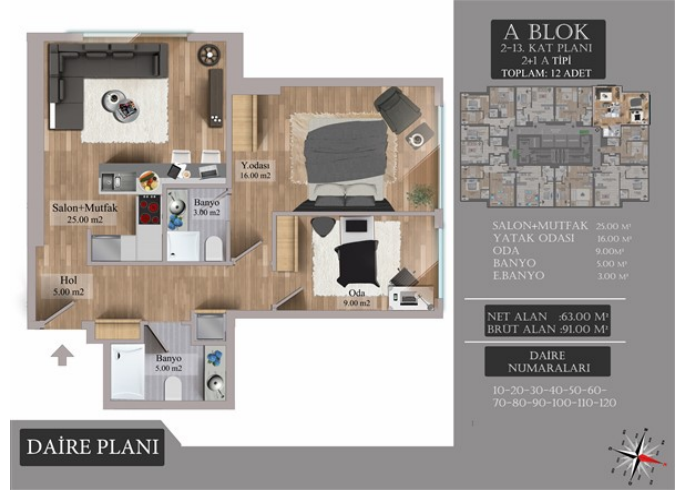 A BLOK
2-13. KAT PLANI
2+1 A TİPİ
TOPLAM: 12 ADET
Salon+Mutfak
25.00 m2
Y.odası
16.00 m2
Banyo
3.00 m2
Hol
5.00 m2
Oda
9.00 m2
Banyo
5.00 m2
SALON+MUTFAK 25.00 M²
YATAK ODASI 16.00 M²
ODA 9.00M²
BANYO 5.00 M²
E.BANYO 3.00 M²
NET ALAN :63.00 M²
BRÜT ALAN :91.00 M²
DAİRE
NUMARALARI
10-20-30-40-50-60-
70-80-90-100-110-120
DAİRE PLANI